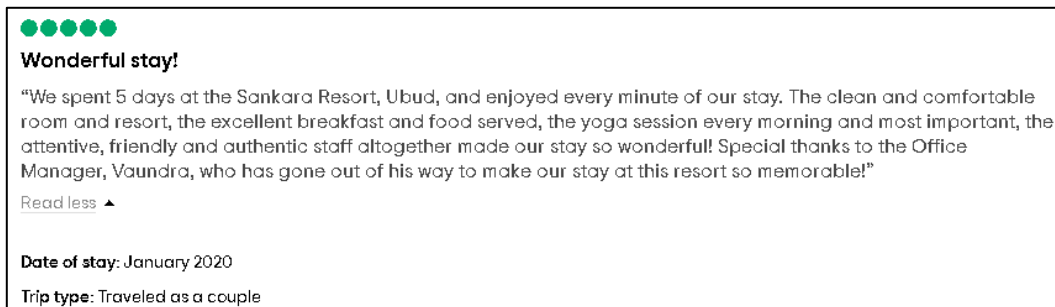 Wonderful stay!
“We spent 5 days at the Sankara Resort, Ubud, and enjoyed every minute of our stay. The clean and comfortable
room and resort, the excellent breakfast and food served, the yoga session every morning and most important, the
attentive, friendly and authentic staff altogether made our stay so wonderful! Special thanks to the Office
Manager, Vaundra, who has gone out of his way to make our stay at this resort so memorable!”
Read less ▲
Date of stay: January 2020
Trip type: Traveled as a couple